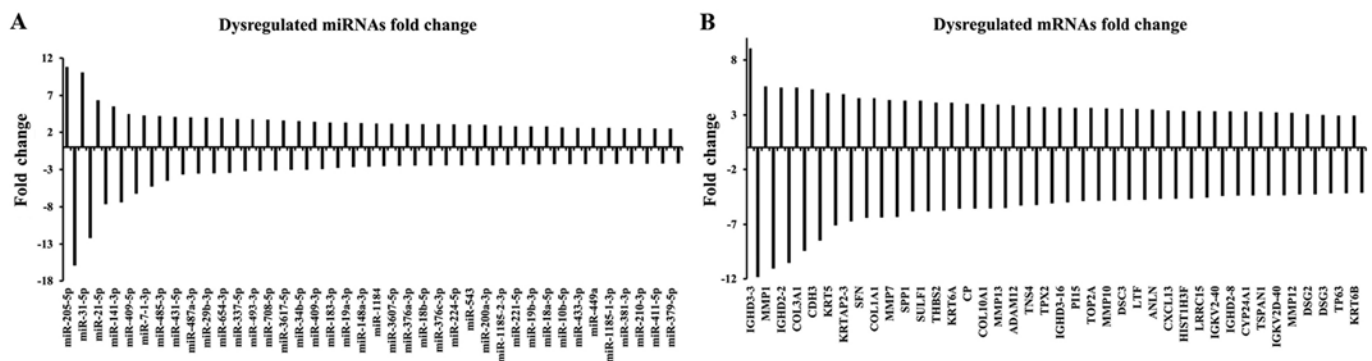 A
Dysregulated miRNAs fold change
Fold change
12
7
2
-3
-8
-13
-18
miR-205-5p
miR-31-5p
miR-21-5p
miR-141-3p
miR-409-5p
miR-7-1-3p
miR-485-3p
miR-431-5p
miR-487a-3p
miR-29b-3p
miR-654-3p
miR-337-5p
miR-493-3p
miR-708-5p
miR-3617-5p
miR-34b-5p
miR-409-3p
miR-183-3p
miR-19a-3p
miR-148a-3p
miR-1184
miR-3607-5p
miR-376a-3p
miR-18b-5p
miR-376c-3p
miR-224-5p
miR-543
miR-200a-3p
miR-1185-2-3p
miR-221-5p
miR-19b-3p
miR-18a-5p
miR-10b-5p
miR-433-3p
miR-449a
miR-1185-1-3p
miR-381-3p
miR-210-3p
miR-411-5p
miR-379-5p
B
Dysregulated mRNAs fold change
Fold change
8
3
-2
-7
-12
IGHD3-3
MMP1
IGHD2-2
COL3A1
CDH3
KRT5
KRTAP2-3
SFN
COL1A1
MMP7
SPP1
SULF1
THBS2
KRT6A
CP
COL10A1
MMP13
ADAM12
TNS4
TPX2
IGHD3-16
PI15
TOP2A
MMP10
DSC3
LTF
ANLN
CXCL13
HIST1H3F
LRRC15
IGKV2-40
IGHD2-8
CYP24A1
TSPAN1
IGKV2D-40
MMP12
DSG2
DSG3
TP63
KRT6B